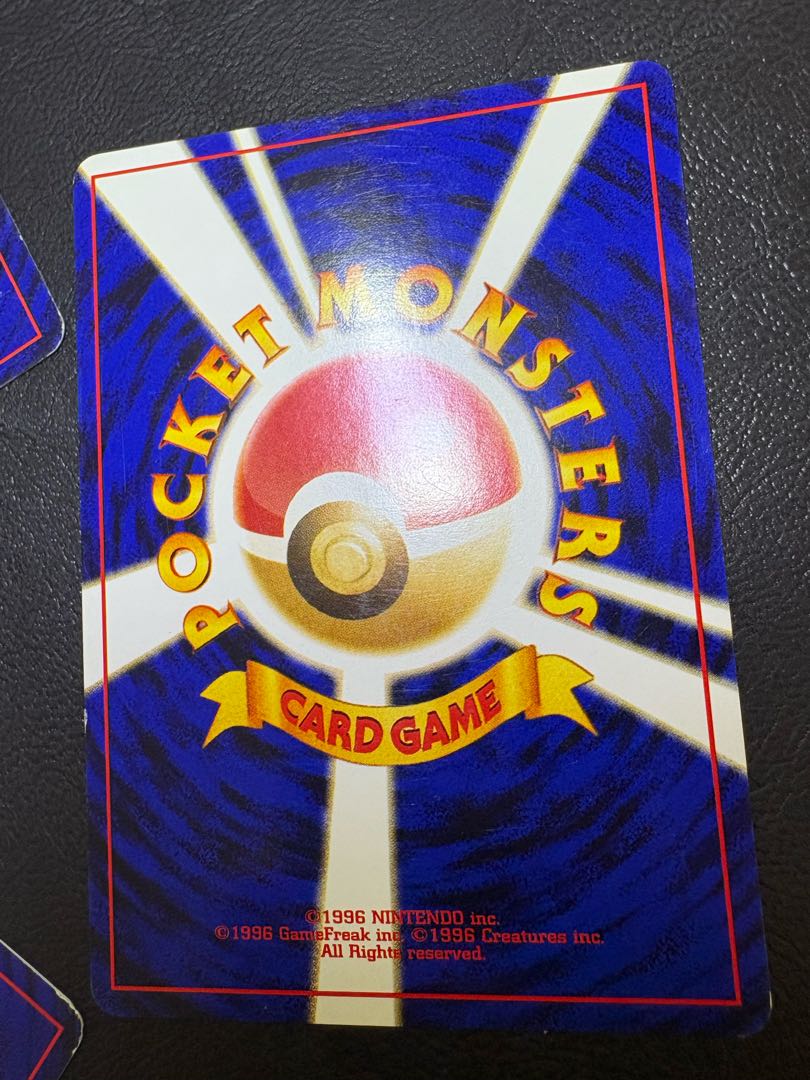 POCKET MONSTERS
CARD GAME
©1996 NINTENDO inc.
©1996 GameFreak inc. ©1996 Creatures inc.
All Rights reserved.